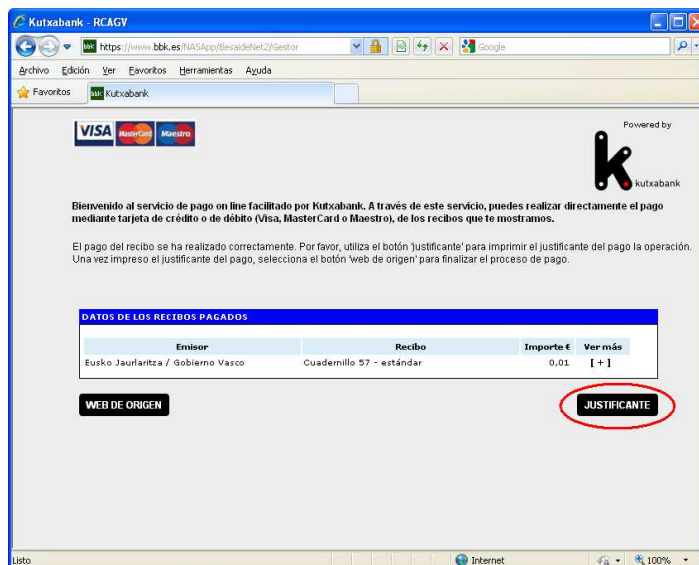 Kutxabank - RCAGV
bbk https://www.bbk.es/NASApp/BesaideNet2/Gestor
Google
Archivo Edición Ver Favoritos Herramientas Ayuda
Favoritos bbk Kutxabank
VISA MasterCard Maestro
Powered by
k
kutxabank
Bienvenido al servicio de pago on line facilitado por Kutxabank. A través de este servicio, puedes realizar directamente el pago
mediante tarjeta de crédito o de débito (Visa, MasterCard o Maestro), de los recibos que te mostramos.
El pago del recibo se ha realizado correctamente. Por favor, utiliza el botón 'justificante' para imprimir el justificante del pago la operación.
Una vez impreso el justificante del pago, selecciona el botón 'web de origen' para finalizar el proceso de pago.
DATOS DE LOS RECIBOS PAGADOS
Emisor Recibo Importe € Ver más
Eusko Jaurlaritza / Gobierno Vasco Cuadernillo 57 - estándar 0,01 [ + ]
WEB DE ORIGEN JUSTIFICANTE
Listo Internet 100%